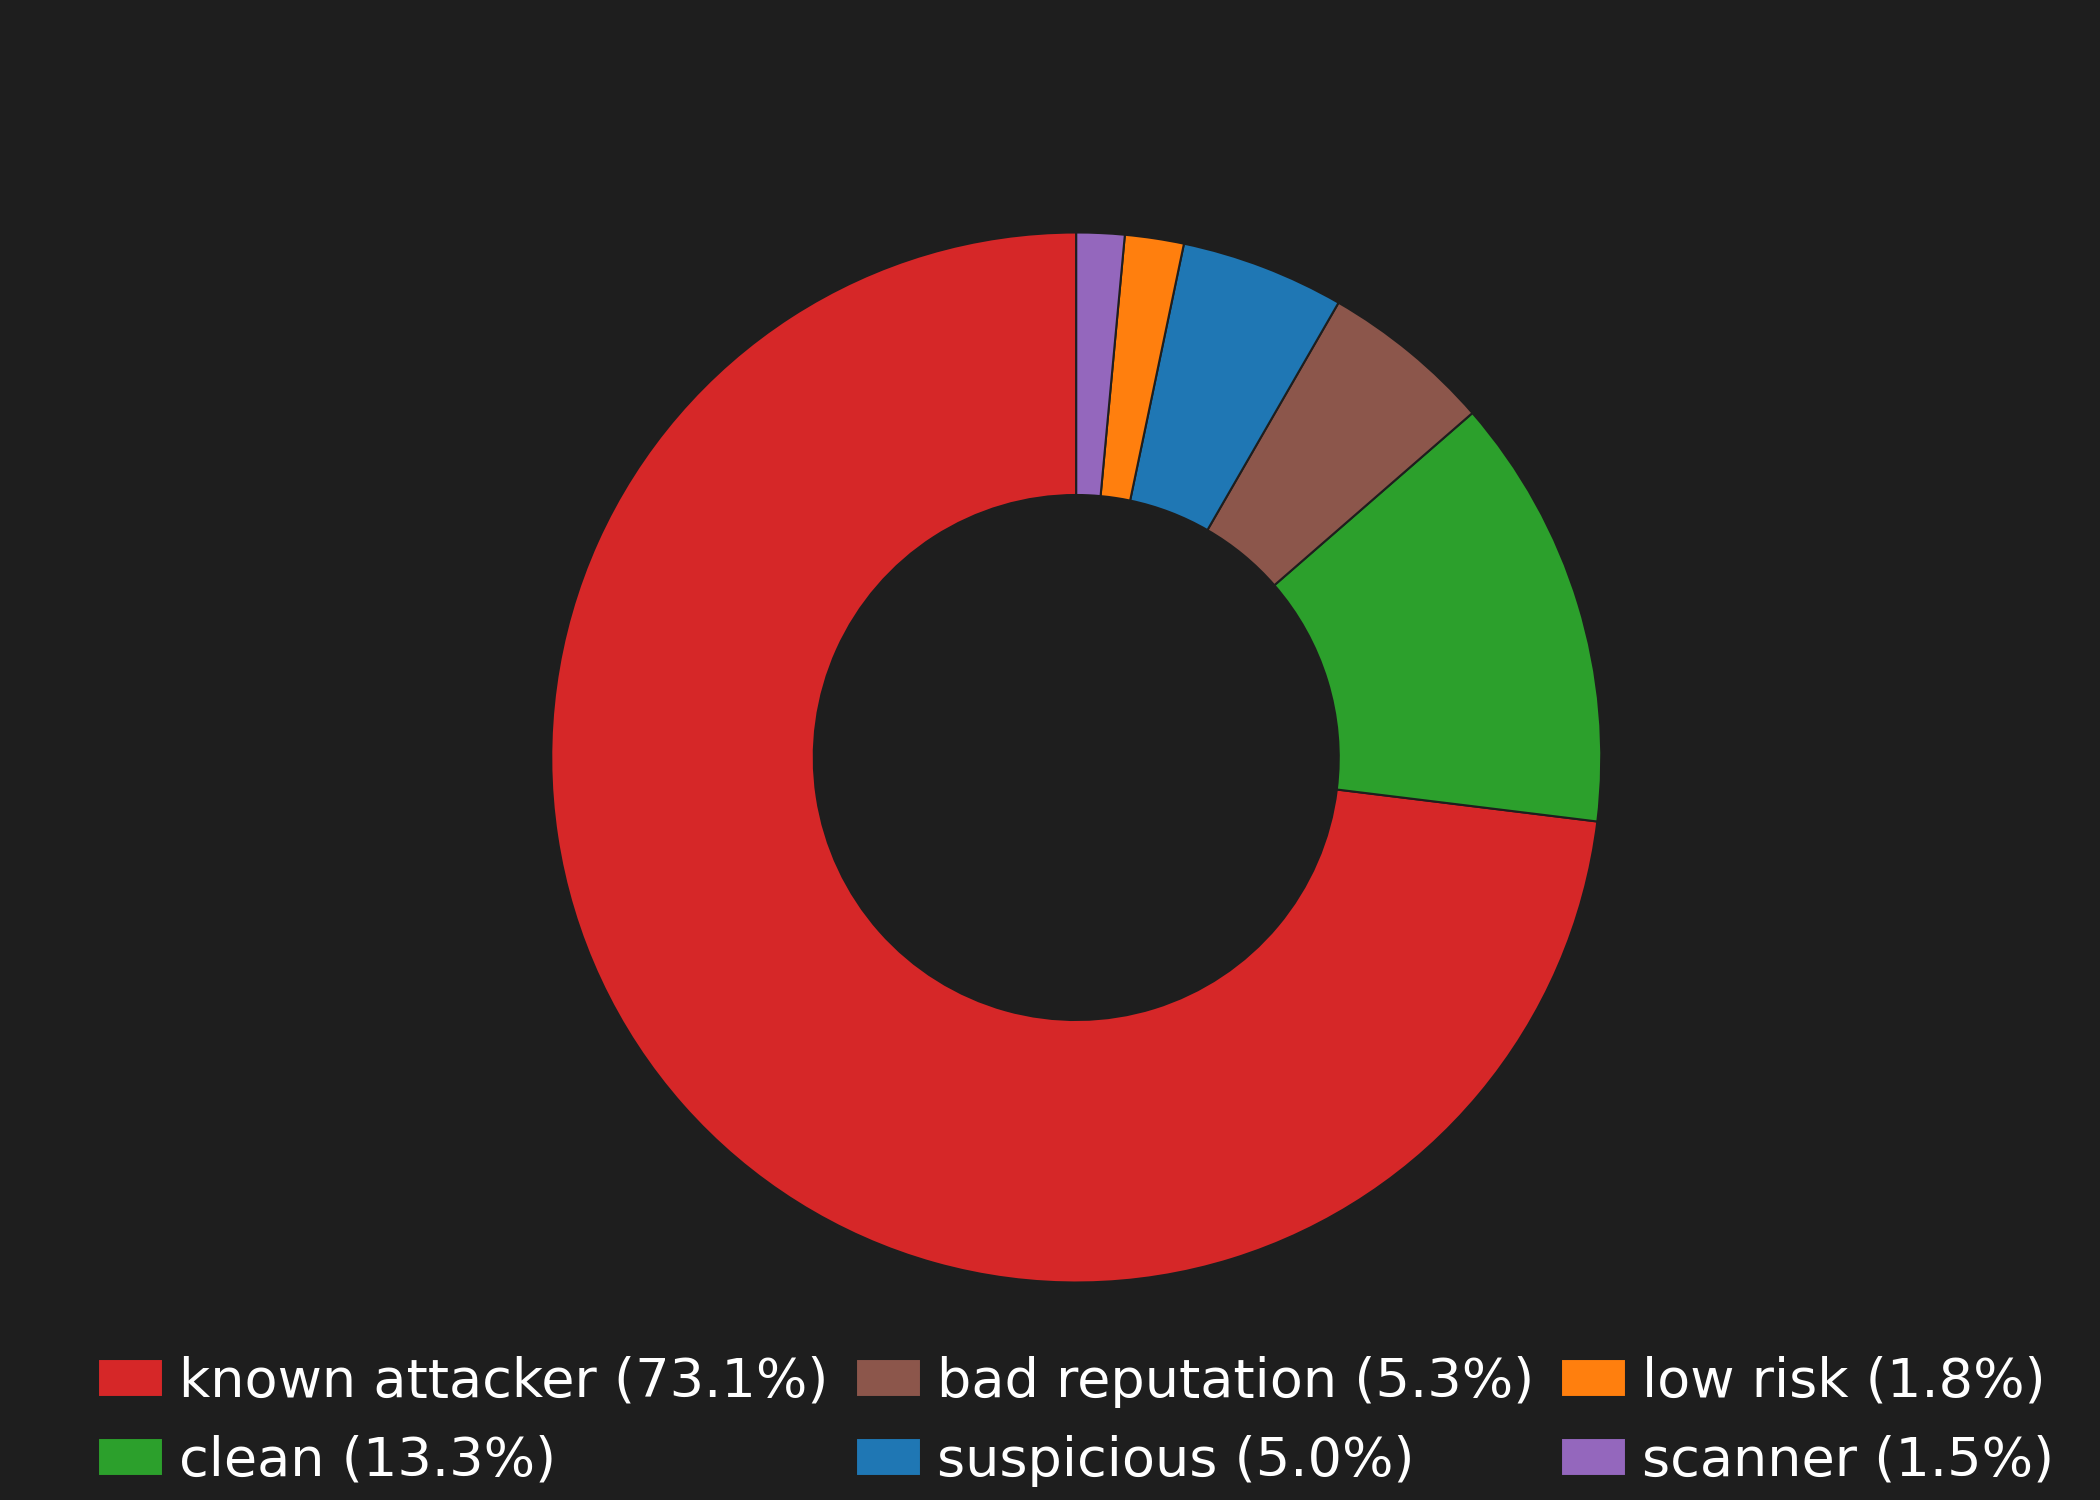 known attacker (73.1%)
clean (13.3%)
bad reputation (5.3%)
suspicious (5.0%)
low risk (1.8%)
scanner (1.5%)